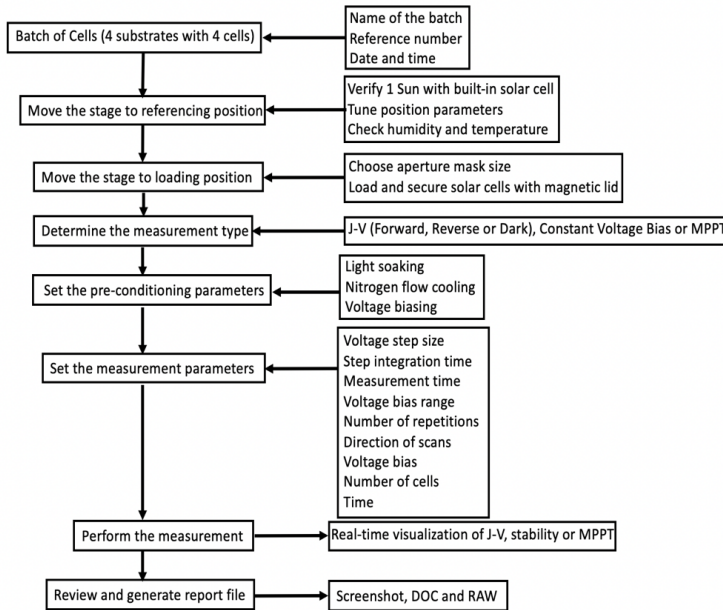 Name of the batch
Batch of Cells (4 substrates with 4 cells)
Reference number
Date and time
Verify 1 Sun with built-in solar cell
Move the stage to referencing position
Tune position parameters
Check humidity and temperature
Choose aperture mask size
Move the stage to loading position
Load and secure solar cells with magnetic lid
Determine the measurement type
J-V (Forward, Reverse or Dark), Constant Voltage Bias or MPPT
Light soaking
Set the pre-conditioning parameters
Nitrogen flow cooling
Voltage biasing
Voltage step size
Set the measurement parameters
Step integration time
Measurement time
Voltage bias range
Number of repetitions
Direction of scans
Voltage bias
Number of cells
Time
Perform the measurement
Real-time visualization of J-V, stability or MPPT
Review and generate report file
Screenshot, DOC and RAW